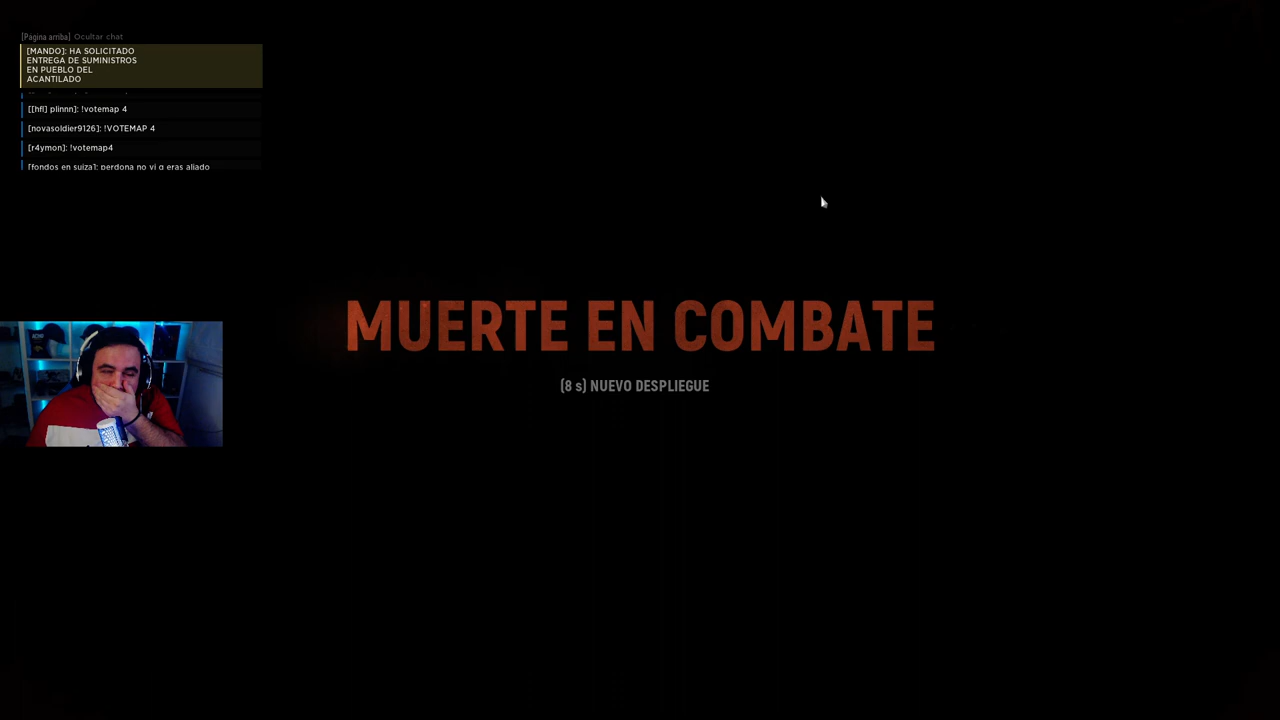 [Página arriba] Ocultar chat
[MANDO]: HA SOLICITADO
ENTREGA DE SUMINISTROS
EN PUEBLO DEL
ACANTILADO
[[hfl] plinnn]: !votemap 4
[novasoldier9126]: !VOTEMAP 4
[r4ymon]: !votemap4
[fondos en suiza]: perdona no vi q eras aliado
MUERTE EN COMBATE
(8 s) NUEVO DESPLIEGUE